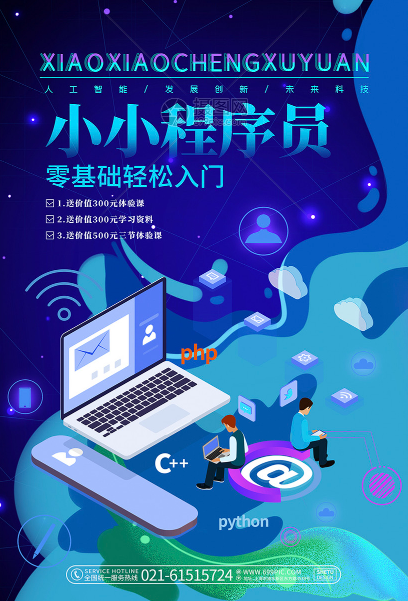 XIAOXIAOCHENGXUYUAN
人工智能/发展创新/未来科技
小小程序员
零基础轻松入门
1.送价值300元体验课
2.送价值300元学习资料
3.送价值500元三节体验课
php
C++
@
python
SERVICE HOTLINE
全国统一服务热线
021-61515724